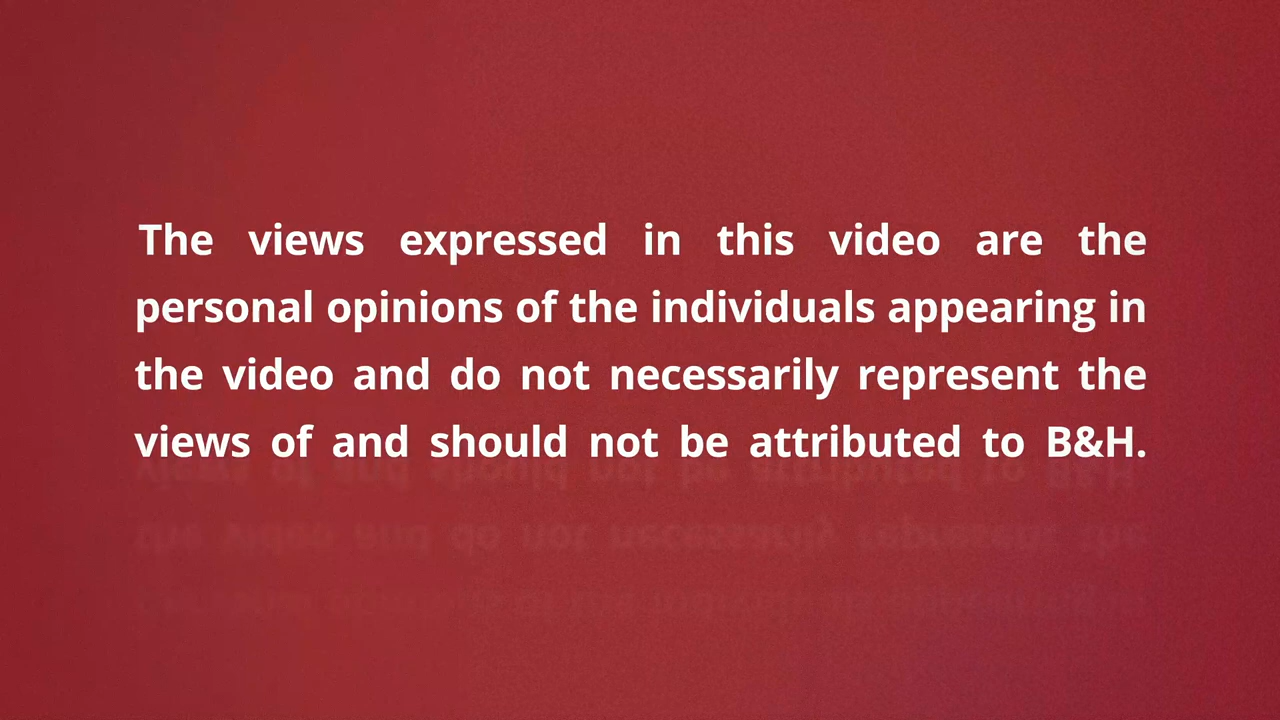 The views expressed in this video are the
personal opinions of the individuals appearing in
the video and do not necessarily represent the
views of and should not be attributed to B&H.